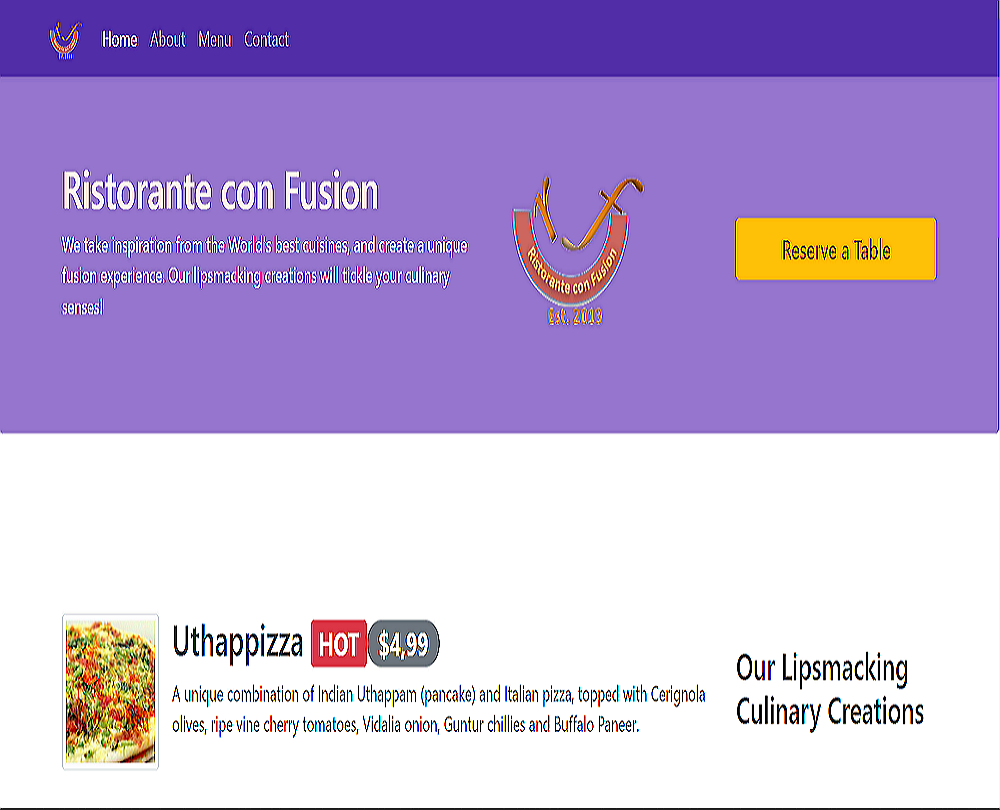 Home About Menu Contact
Ristorante con Fusion
We take inspiration from the World's best cuisines, and create a unique
fusion experience. Our lipsmacking creations will tickle your culinary
senses!
Ristorante con Fusion
Est. 2019
Reserve a Table
Uthappizza HOT $4,99
A unique combination of Indian Uthappam (pancake) and Italian pizza, topped with Cerignola
olives, ripe vine cherry tomatoes, Vidalia onion, Guntur chillies and Buffalo Paneer.
Our Lipsmacking
Culinary Creations